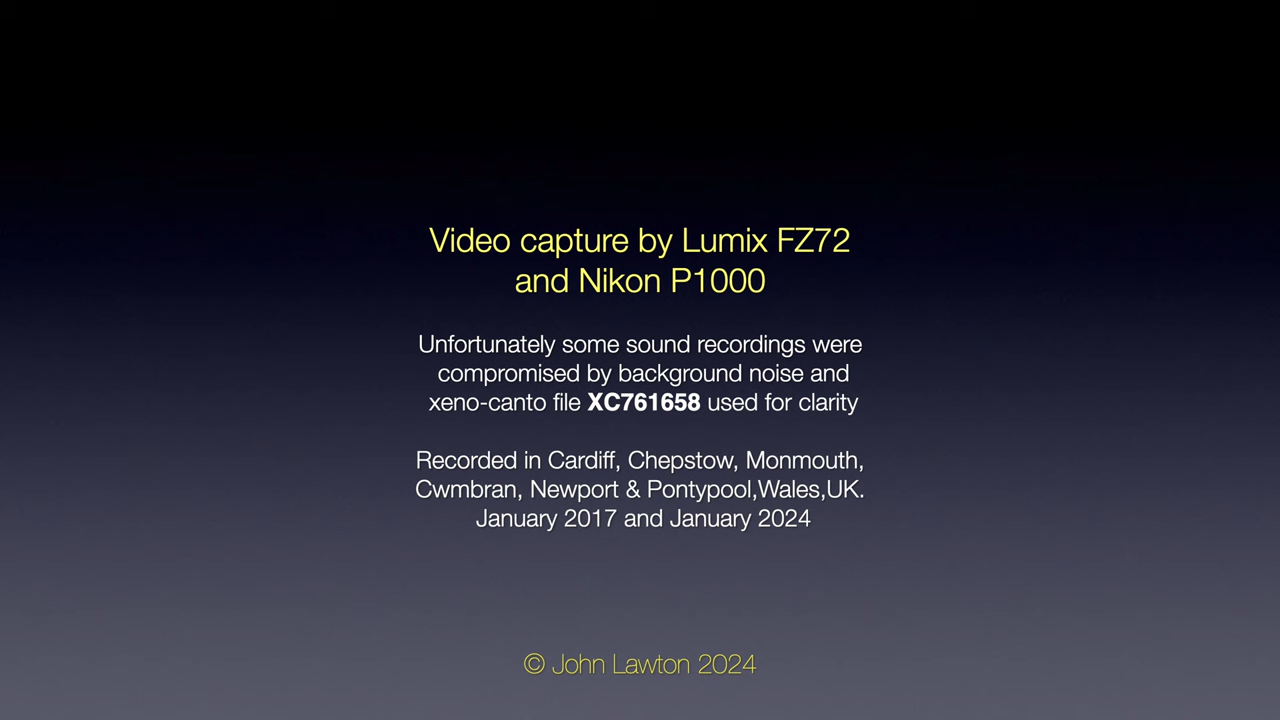 Video capture by Lumix FZ72
and Nikon P1000
Unfortunately some sound recordings were
compromised by background noise and
xeno-canto file XC761658 used for clarity
Recorded in Cardiff, Chepstow, Monmouth,
Cwmbran, Newport & Pontypool,Wales,UK.
January 2017 and January 2024
© John Lawton 2024